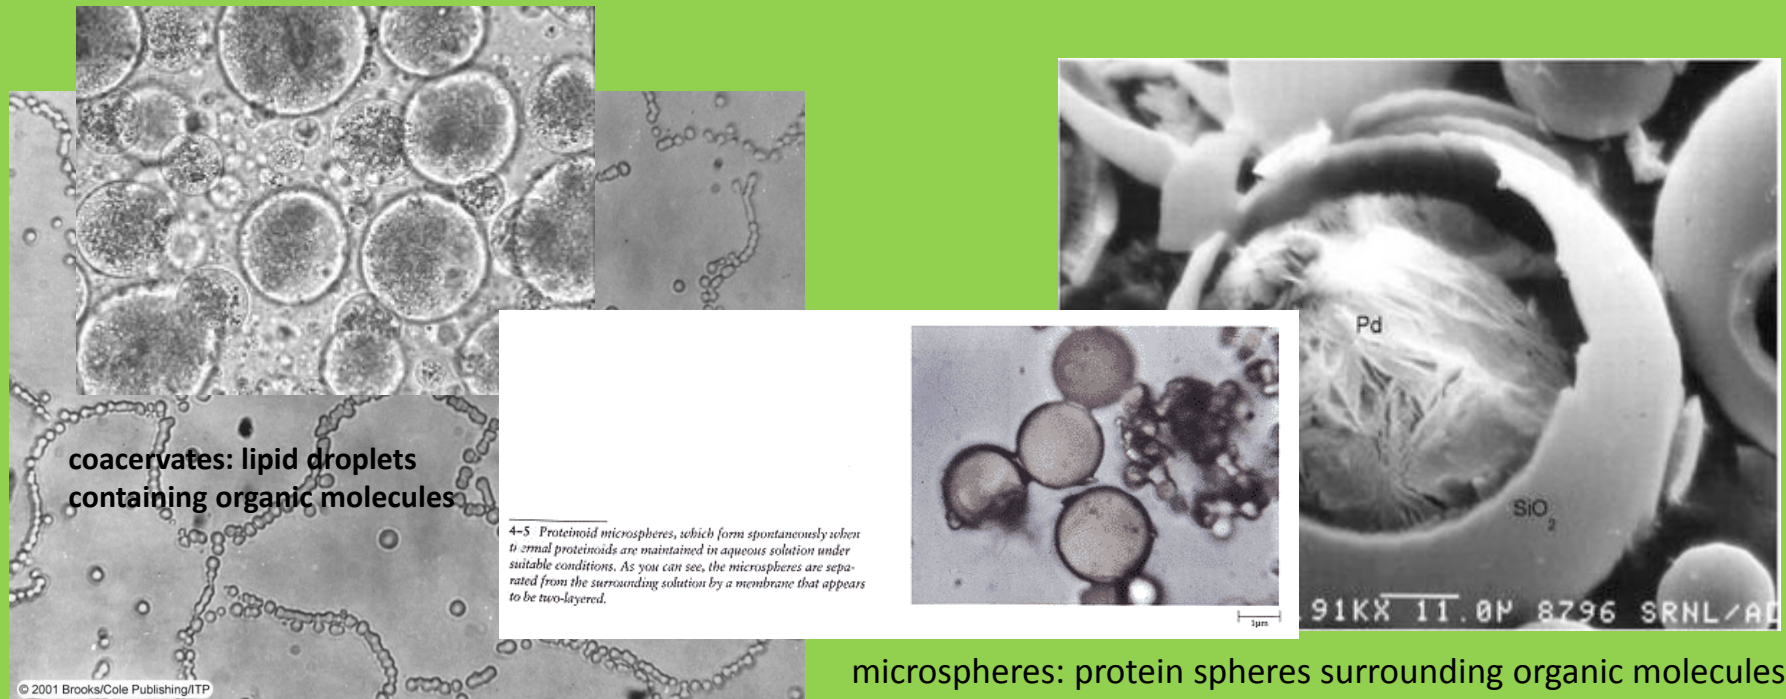 coacervates: lipid droplets
containing organic molecules
© 2001 Brooks/Cole Publishing/ITP
4–5 Proteinoid microspheres, which form spontaneously when
thermal proteinoids are maintained in aqueous solution under
suitable conditions. As you can see, the microspheres are sepa-
rated from the surrounding solution by a membrane that appears
to be two-layered.
1µm
Pd
SiO2
.91KX 11.0µ 8796 SRNL/AD
microspheres: protein spheres surrounding organic molecules